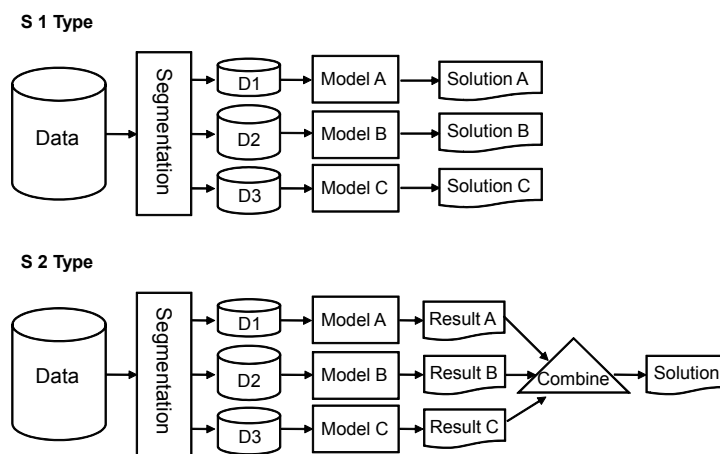 S 1 Type
Data
Segmentation
D1
Model A
Solution A
D2
Model B
Solution B
D3
Model C
Solution C
S 2 Type
Data
Segmentation
D1
Model A
Result A
D2
Model B
Result B
Combine
Solution
D3
Model C
Result C